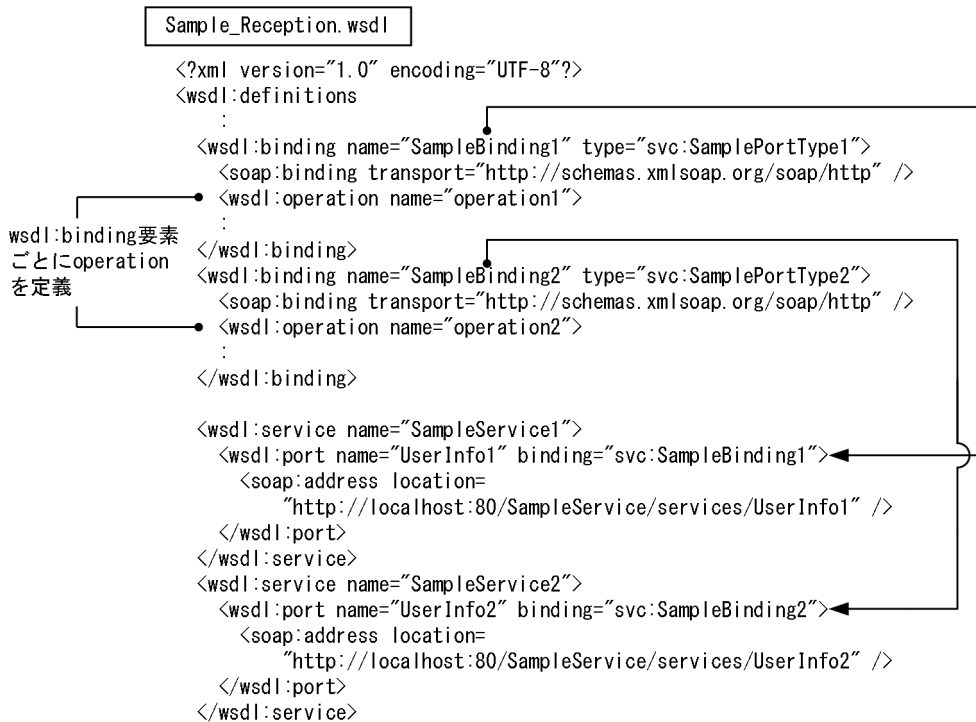 Sample_Reception.wsdl
<?xml version="1.0" encoding="UTF-8"?>
<wsdl:definitions
:
<wsdl:binding name="SampleBinding1" type="svc:SamplePortType1">
<soap:binding transport="http://schemas.xmlsoap.org/soap/http" />
<wsdl:operation name="operation1">
:
</wsdl:binding>
<wsdl:binding name="SampleBinding2" type="svc:SamplePortType2">
<soap:binding transport="http://schemas.xmlsoap.org/soap/http" />
<wsdl:operation name="operation2">
:
</wsdl:binding>
wsdl:binding要素
ごとにoperation
を定義
<wsdl:service name="SampleService1">
<wsdl:port name="UserInfo1" binding="svc:SampleBinding1">
<soap:address location=
"http://localhost:80/SampleService/services/UserInfo1" />
</wsdl:port>
</wsdl:service>
<wsdl:service name="SampleService2">
<wsdl:port name="UserInfo2" binding="svc:SampleBinding2">
<soap:address location=
"http://localhost:80/SampleService/services/UserInfo2" />
</wsdl:port>
</wsdl:service>